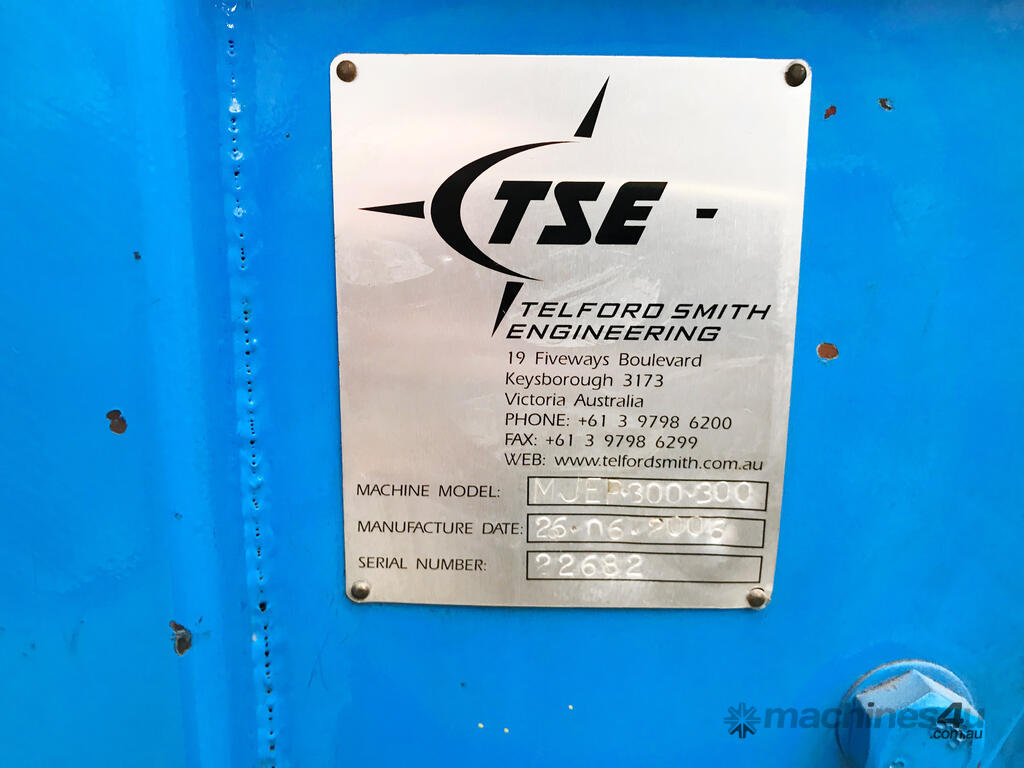 TSE
TELFORD SMITH
ENGINEERING
19 Fiveways Boulevard
Keysborough 3173
Victoria Australia
PHONE: +61 3 9798 6200
FAX: +61 3 9798 6299
WEB: www.telfordsmith.com.au
MACHINE MODEL: MJEP-300-300
MANUFACTURE DATE: 26-06-2006
SERIAL NUMBER: 22682
machines4u
.com.au